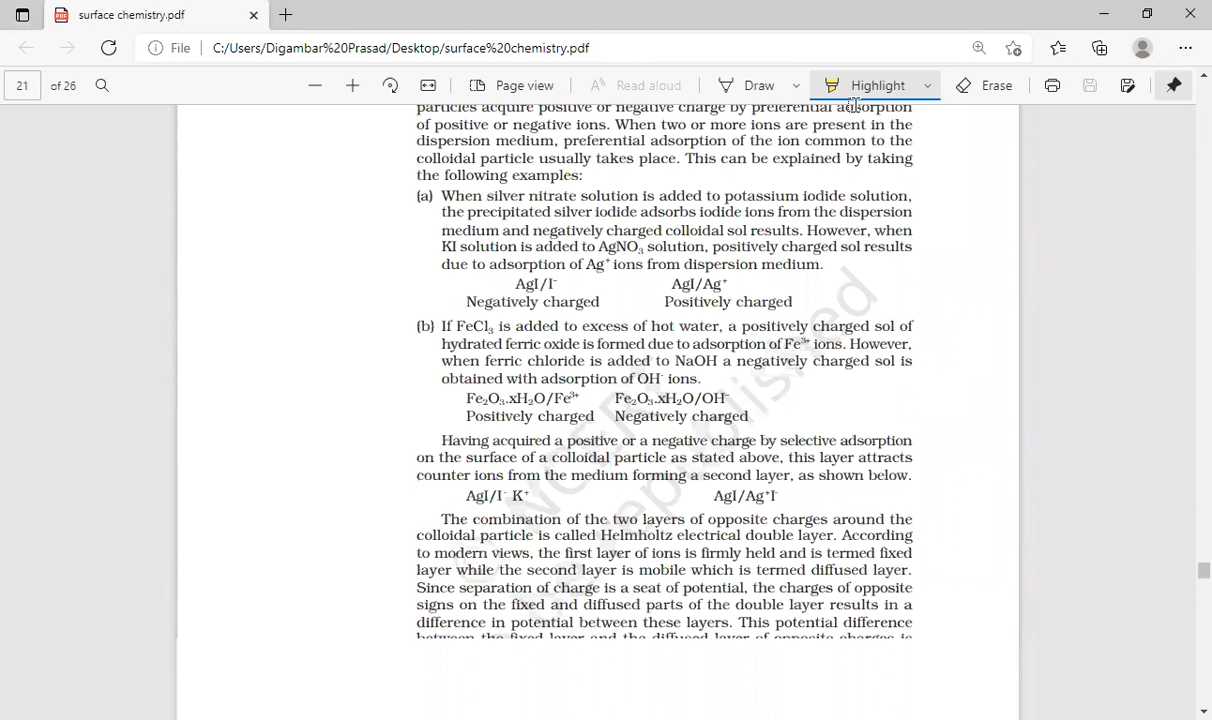 surface chemistry.pdf
File C:/Users/Digambar%20Prasad/Desktop/surface%20chemistry.pdf
21 of 26 Page view Read aloud Draw Highlight Erase
particles acquire positive or negative charge by preferential adsorption
of positive or negative ions. When two or more ions are present in the
dispersion medium, preferential adsorption of the ion common to the
colloidal particle usually takes place. This can be explained by taking
the following examples:
(a) When silver nitrate solution is added to potassium iodide solution,
the precipitated silver iodide adsorbs iodide ions from the dispersion
medium and negatively charged colloidal sol results. However, when
KI solution is added to AgNO₃ solution, positively charged sol results
due to adsorption of Ag⁺ ions from dispersion medium.
AgI/I⁻ AgI/Ag⁺
Negatively charged Positively charged
(b) If FeCl₃ is added to excess of hot water, a positively charged sol of
hydrated ferric oxide is formed due to adsorption of Fe³⁺ ions. However,
when ferric chloride is added to NaOH a negatively charged sol is
obtained with adsorption of OH⁻ ions.
Fe₂O₃.xH₂O/Fe³⁺ Fe₂O₃.xH₂O/OH⁻
Positively charged Negatively charged
Having acquired a positive or a negative charge by selective adsorption
on the surface of a colloidal particle as stated above, this layer attracts
counter ions from the medium forming a second layer, as shown below.
AgI/I⁻ K⁺ AgI/Ag⁺I⁻
The combination of the two layers of opposite charges around the
colloidal particle is called Helmholtz electrical double layer. According
to modern views, the first layer of ions is firmly held and is termed fixed
layer while the second layer is mobile which is termed diffused layer.
Since separation of charge is a seat of potential, the charges of opposite
signs on the fixed and diffused parts of the double layer results in a
difference in potential between these layers. This potential difference
between the fixed layer and the diffused layer of opposite charges is
© NCERT
republished